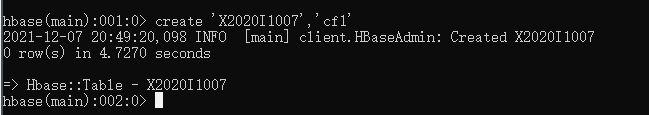 hbase(main):001:0> create 'X2020I1007','cf1'
2021-12-07 20:49:20,098 INFO  [main] client.HBaseAdmin: Created X2020I1007
0 row(s) in 4.7270 seconds
=> Hbase::Table - X2020I1007
hbase(main):002:0>